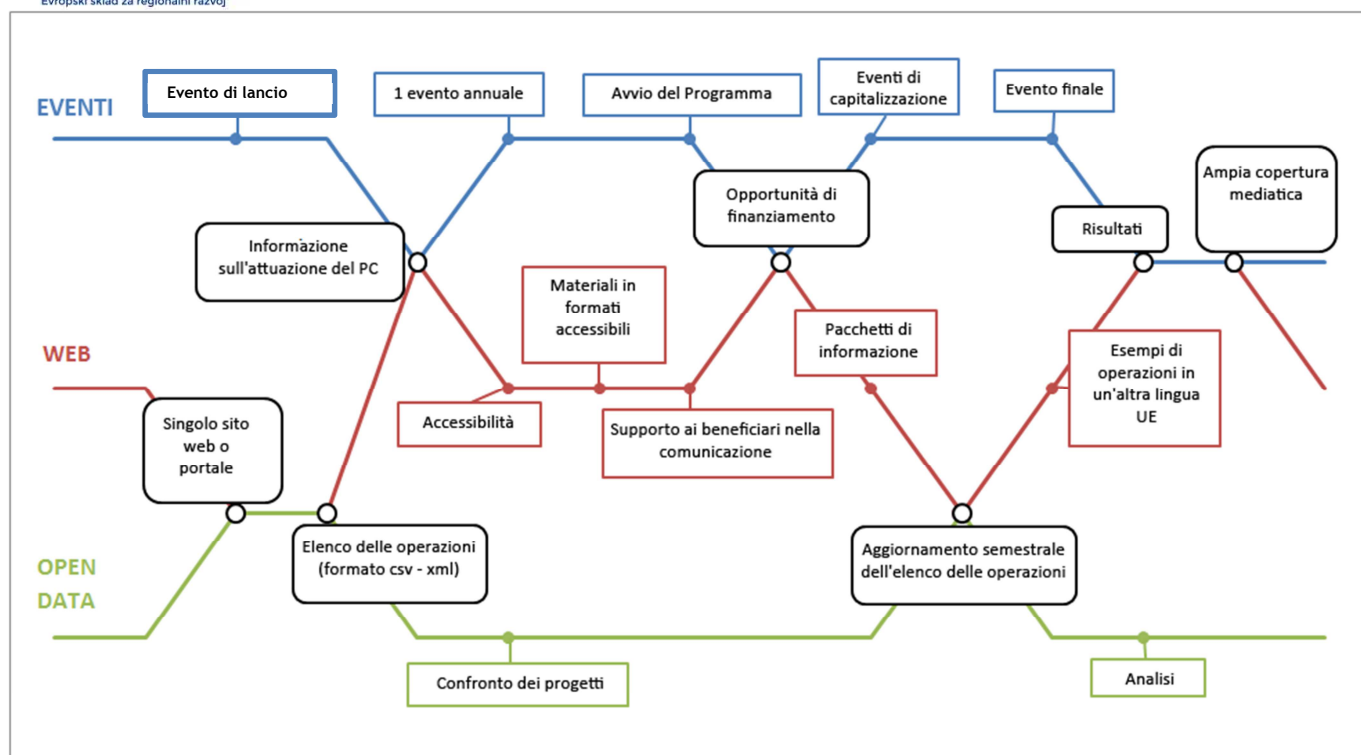 Evropski sklad za regionalni razvoj
EVENTI
Evento di lancio
1 evento annuale
Avvio del Programma
Eventi di
capitalizzazione
Evento finale
Ampia copertura
mediatica
Opportunità di
finanziamento
Risultati
Informazione
sull'attuazione del PC
WEB
Materiali in
formati
accessibili
Pacchetti di
informazione
Esempi di
operazioni in
un'altra lingua
UE
Accessibilità
Supporto ai beneficiari nella
comunicazione
Singolo sito
web o
portale
OPEN
DATA
Elenco delle operazioni
(formato csv - xml)
Aggiornamento semestrale
dell'elenco delle operazioni
Confronto dei progetti
Analisi